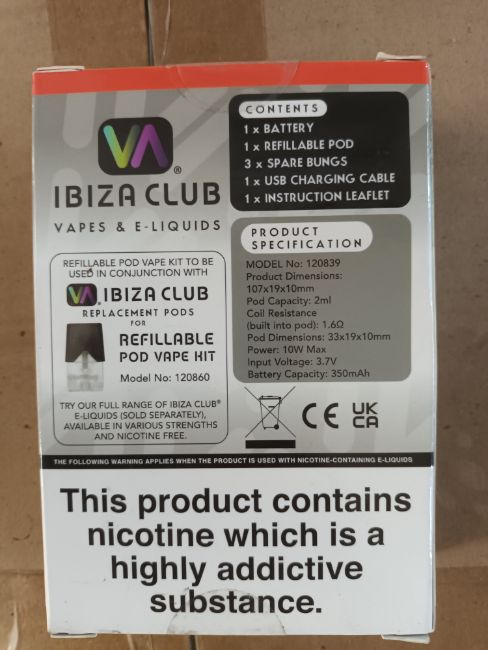 VA
®
IBIZA CLUB
VAPES & E-LIQUIDS
CONTENTS
1 x BATTERY
1 x REFILLABLE POD
3 x SPARE BUNGS
1 x USB CHARGING CABLE
1 x INSTRUCTION LEAFLET
REFILLABLE POD VAPE KIT TO BE
USED IN CONJUNCTION WITH
VA® IBIZA CLUB
REPLACEMENT PODS
FOR
REFILLABLE
POD VAPE KIT
Model No: 120860
TRY OUR FULL RANGE OF IBIZA CLUB®
E-LIQUIDS (SOLD SEPARATELY),
AVAILABLE IN VARIOUS STRENGTHS
AND NICOTINE FREE.
PRODUCT
SPECIFICATION
MODEL No: 120839
Product Dimensions:
107x19x10mm
Pod Capacity: 2ml
Coil Resistance
(built into pod): 1.6Ω
Pod Dimensions: 33x19x10mm
Power: 10W Max
Input Voltage: 3.7V
Battery Capacity: 350mAh
CE
UK
CA
THE FOLLOWING WARNING APPLIES WHEN THE PRODUCT IS USED WITH NICOTINE-CONTAINING E-LIQUIDS
This product contains
nicotine which is a
highly addictive
substance.